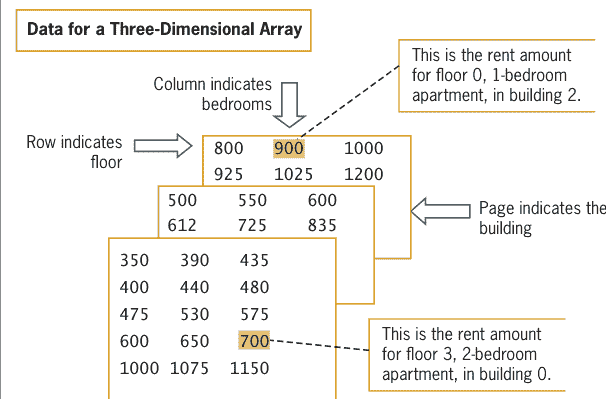 Data for a Three-Dimensional Array
This is the rent amount
for floor 0, 1-bedroom
apartment, in building 2.
Column indicates
bedrooms
Row indicates
floor
800 900 1000
925 1025 1200
500 550 600
612 725 835
Page indicates the
building
350 390 435
400 440 480
475 530 575
600 650 700
1000 1075 1150
This is the rent amount
for floor 3, 2-bedroom
apartment, in building 0.